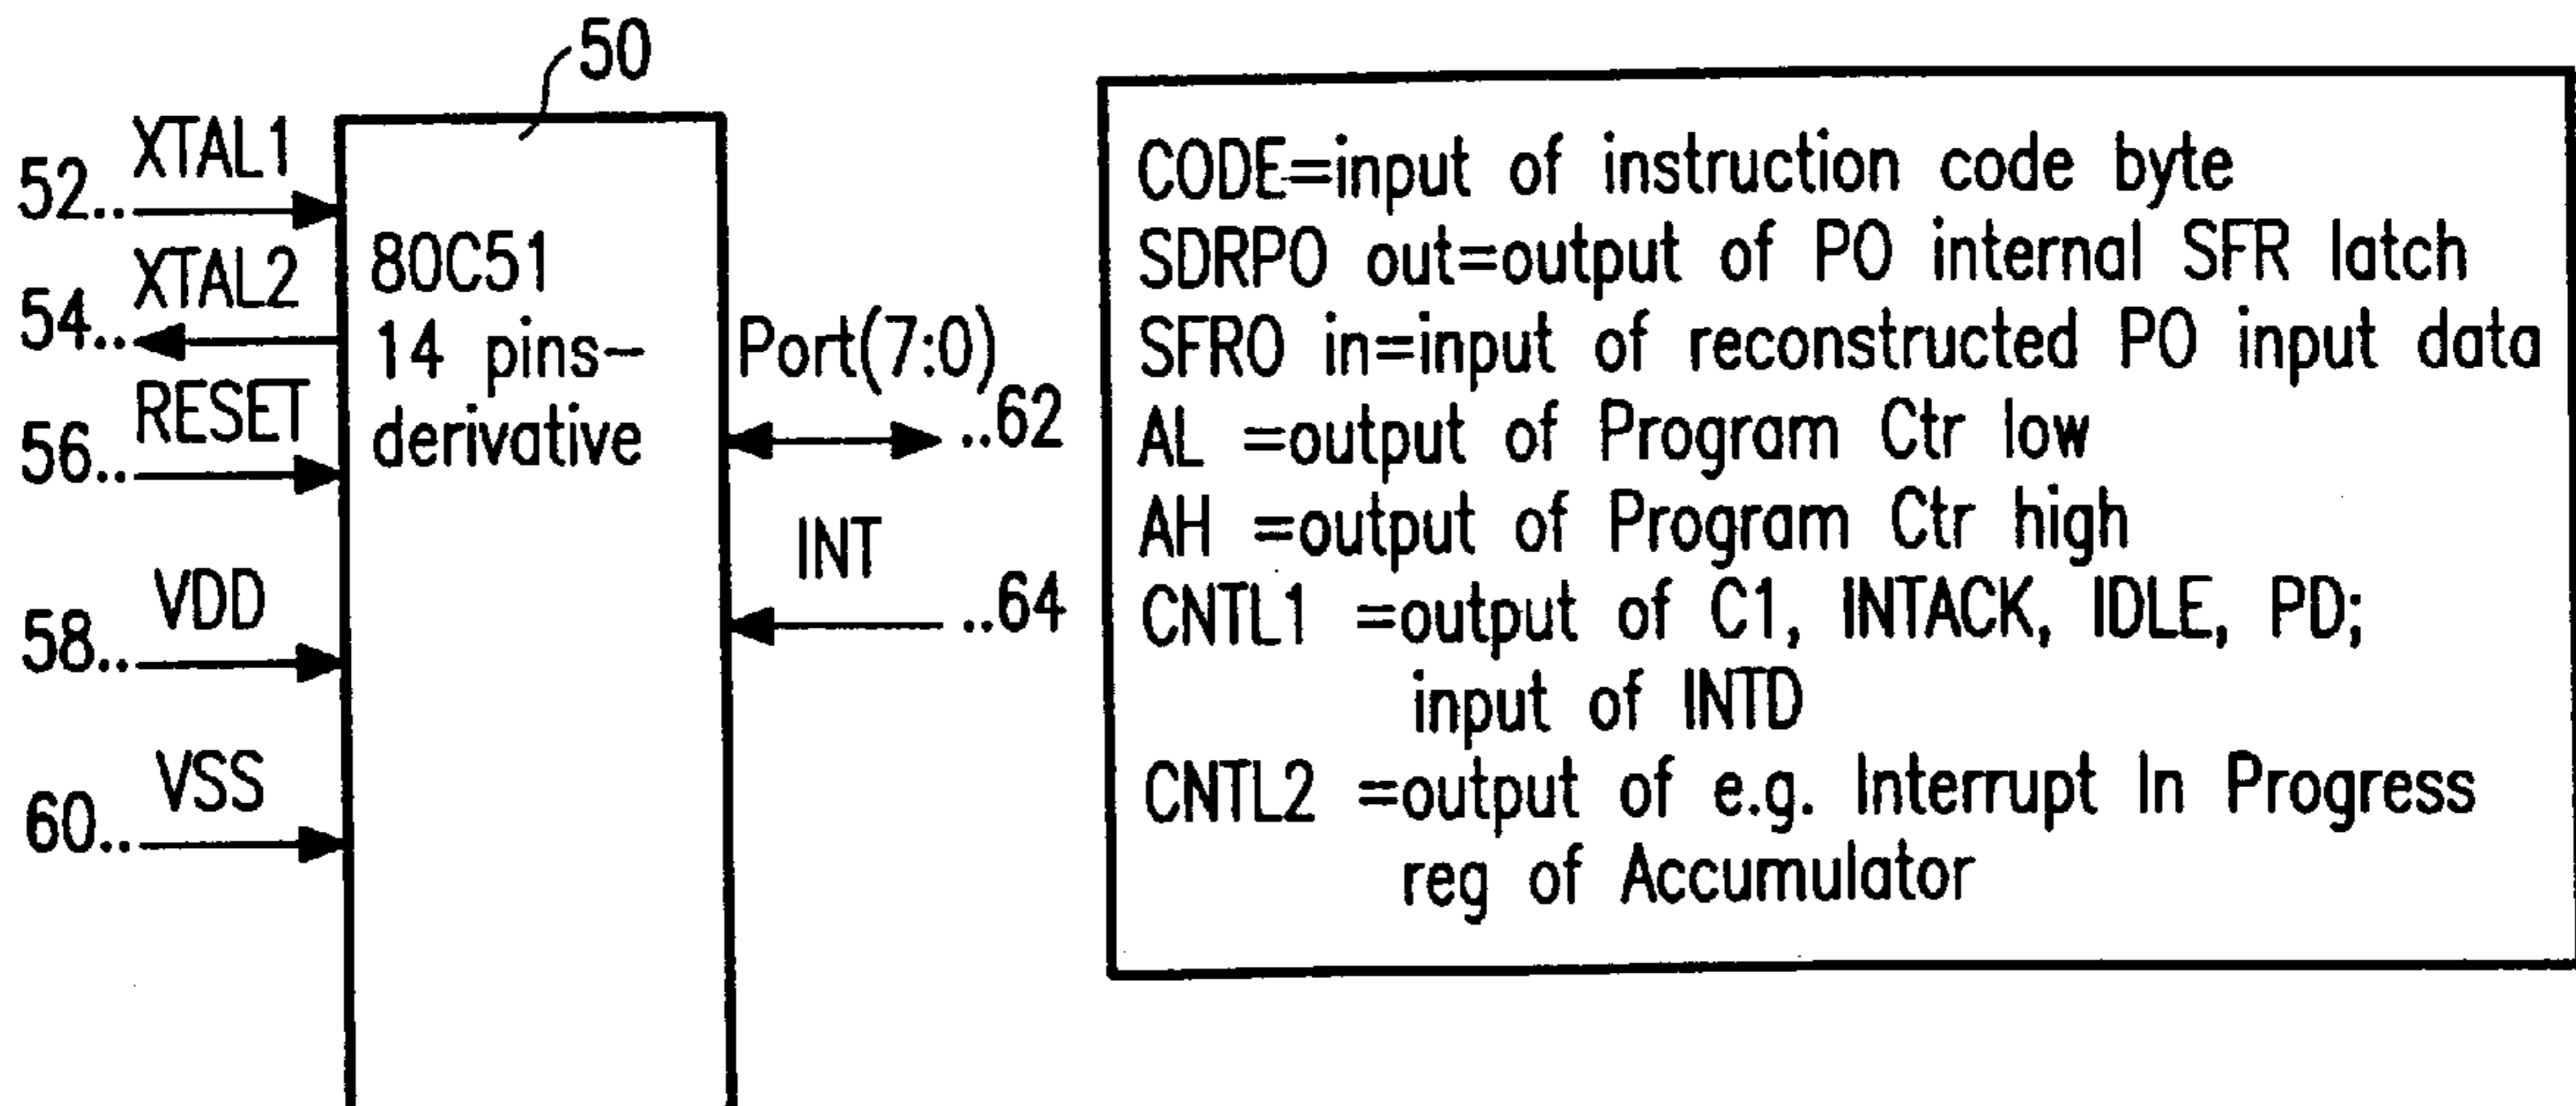 50
52.. XTAL1
54.. XTAL2
56.. RESET
58.. VDD
60.. VSS
80C51
14 pins-
derivative
Port(7:0) ..62
INT ..64
CODE=input of instruction code byte
SDRPO out=output of PO internal SFR latch
SFRO in=input of reconstructed PO input data
AL =output of Program Ctr low
AH =output of Program Ctr high
CNTL1 =output of C1, INTACK, IDLE, PD;
input of INTD
CNTL2 =output of e.g. Interrupt In Progress
reg of Accumulator